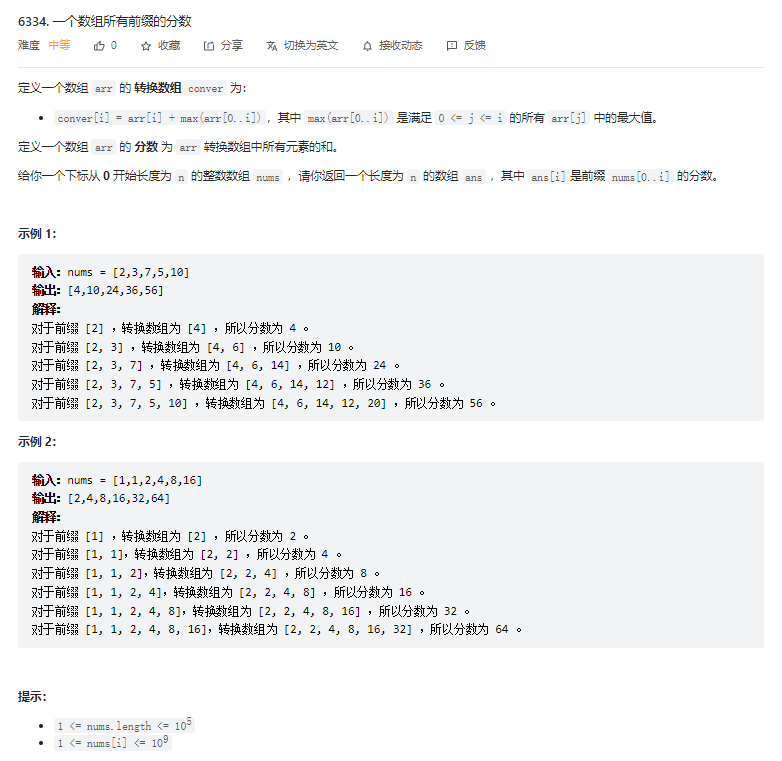 6334. 一个数组所有前缀的分数
难度 中等 0 收藏 分享 切换为英文 接收动态 反馈
定义一个数组 arr 的 转换数组 conver 为：
• conver[i] = arr[i] + max(arr[0..i])，其中 max(arr[0..i]) 是满足 0 <= j <= i 的所有 arr[j] 中的最大值。
定义一个数组 arr 的 分数 为 arr 转换数组中所有元素的和。
给你一个下标从 0 开始长度为 n 的整数数组 nums ，请你返回一个长度为 n 的数组 ans ，其中 ans[i] 是前缀 nums[0..i] 的分数。
示例 1：
输入：nums = [2,3,7,5,10]
输出：[4,10,24,36,56]
解释：
对于前缀 [2] ，转换数组为 [4] ，所以分数为 4 。
对于前缀 [2, 3] ，转换数组为 [4, 6] ，所以分数为 10 。
对于前缀 [2, 3, 7] ，转换数组为 [4, 6, 14] ，所以分数为 24 。
对于前缀 [2, 3, 7, 5] ，转换数组为 [4, 6, 14, 12] ，所以分数为 36 。
对于前缀 [2, 3, 7, 5, 10] ，转换数组为 [4, 6, 14, 12, 20] ，所以分数为 56 。
示例 2：
输入：nums = [1,1,2,4,8,16]
输出：[2,4,8,16,32,64]
解释：
对于前缀 [1] ，转换数组为 [2] ，所以分数为 2 。
对于前缀 [1, 1]，转换数组为 [2, 2] ，所以分数为 4 。
对于前缀 [1, 1, 2]，转换数组为 [2, 2, 4] ，所以分数为 8 。
对于前缀 [1, 1, 2, 4]，转换数组为 [2, 2, 4, 8] ，所以分数为 16 。
对于前缀 [1, 1, 2, 4, 8]，转换数组为 [2, 2, 4, 8, 16] ，所以分数为 32 。
对于前缀 [1, 1, 2, 4, 8, 16]，转换数组为 [2, 2, 4, 8, 16, 32] ，所以分数为 64 。
提示：
• 1 <= nums.length <= 10⁵
• 1 <= nums[i] <= 10⁹